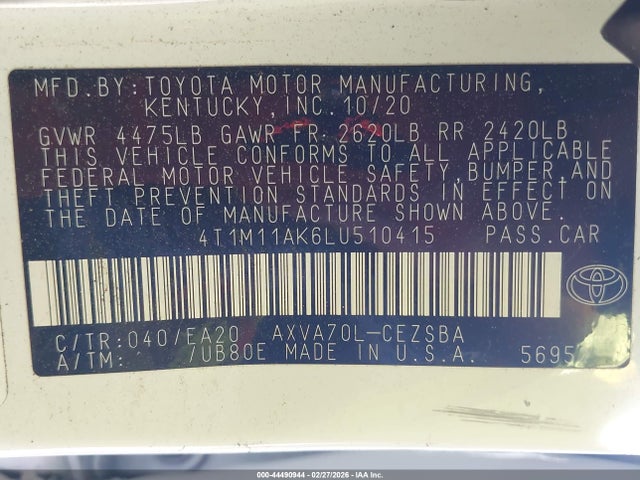 MFD.BY:TOYOTA MOTOR MANUFACTURING,
KENTUCKY,INC.10/20
GVWR 4475LB GAWR FR 2620LB RR 2420LB
THIS VEHICLE CONFORMS TO ALL APPLICABLE
FEDERAL MOTOR VEHICLE SAFETY,BUMPER,AND
THEFT PREVENTION STANDARDS IN EFFECT ON
THE DATE OF MANUFACTURE SHOWN ABOVE.
4T1M11AK6LU510415 PASS.CAR
C/TR:040/EA20 AXVA70L-CEZSBA
A/TM: /UB80E MADE IN U.S.A. 5695
000-44490944 - 02/27/2026 - IAA Inc.